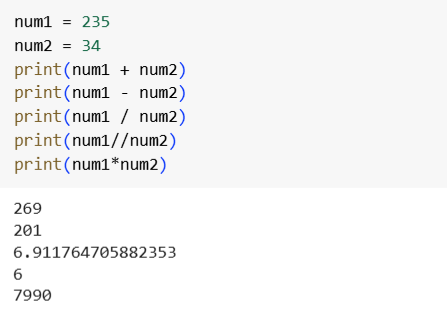 num1 = 235
num2 = 34
print(num1 + num2)
print(num1 - num2)
print(num1 / num2)
print(num1//num2)
print(num1*num2)
269
201
6.911764705882353
6
7990